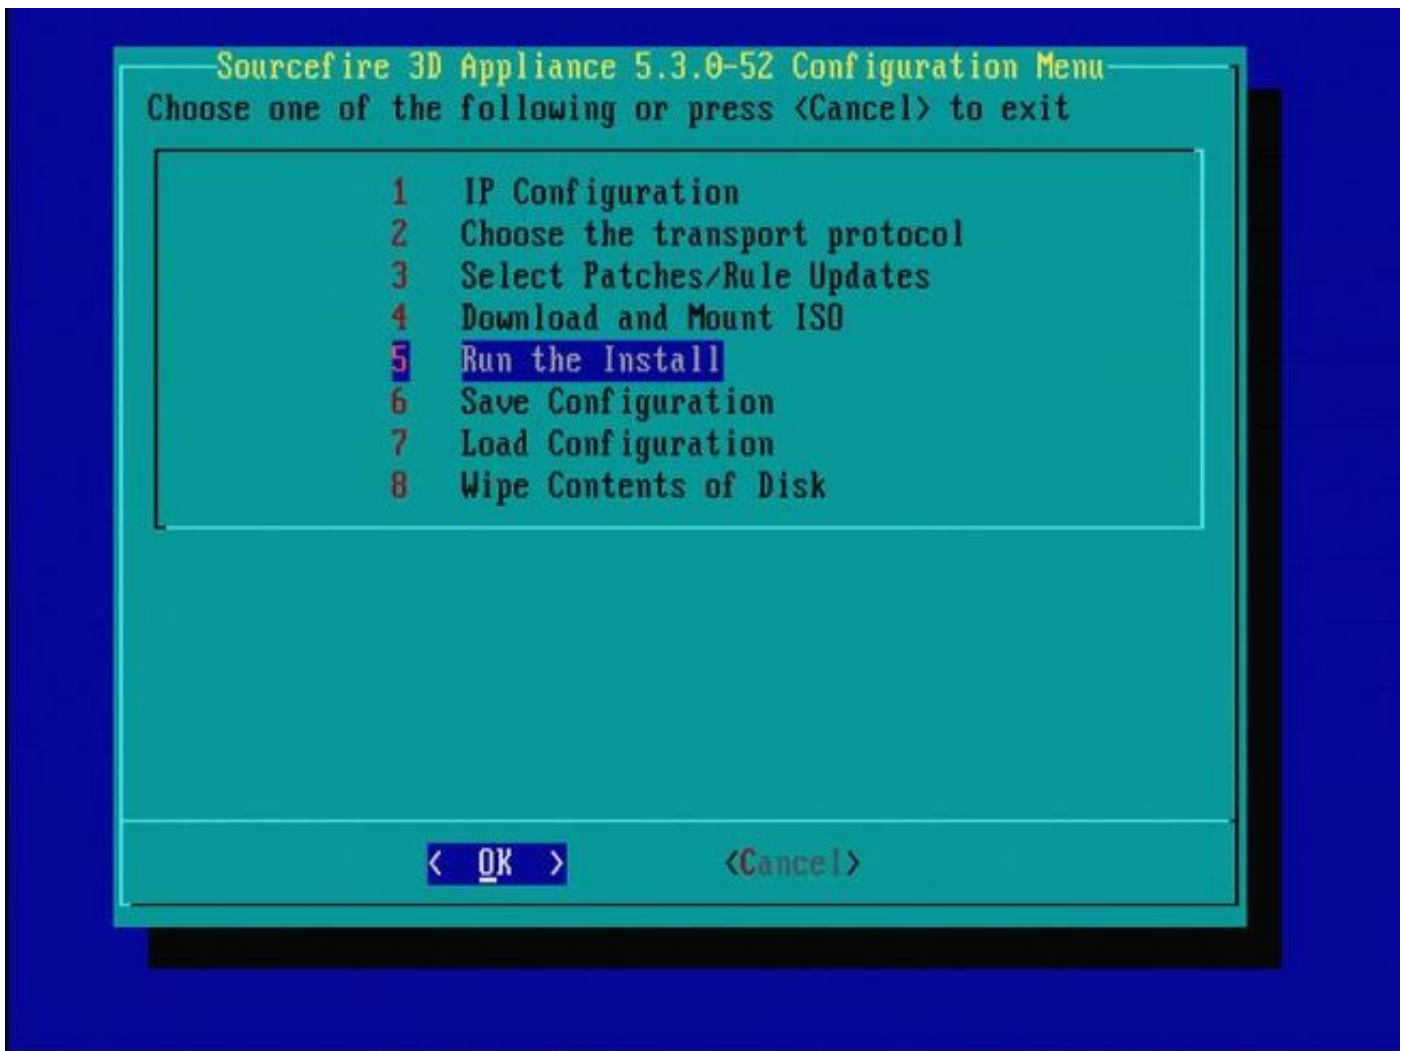 Sourcefire 3D Appliance 5.3.0-52 Configuration Menu
Choose one of the following or press <Cancel> to exit
1 IP Configuration
2 Choose the transport protocol
3 Select Patches/Rule Updates
4 Download and Mount ISO
5 Run the Install
6 Save Configuration
7 Load Configuration
8 Wipe Contents of Disk
< OK > <Cancel>